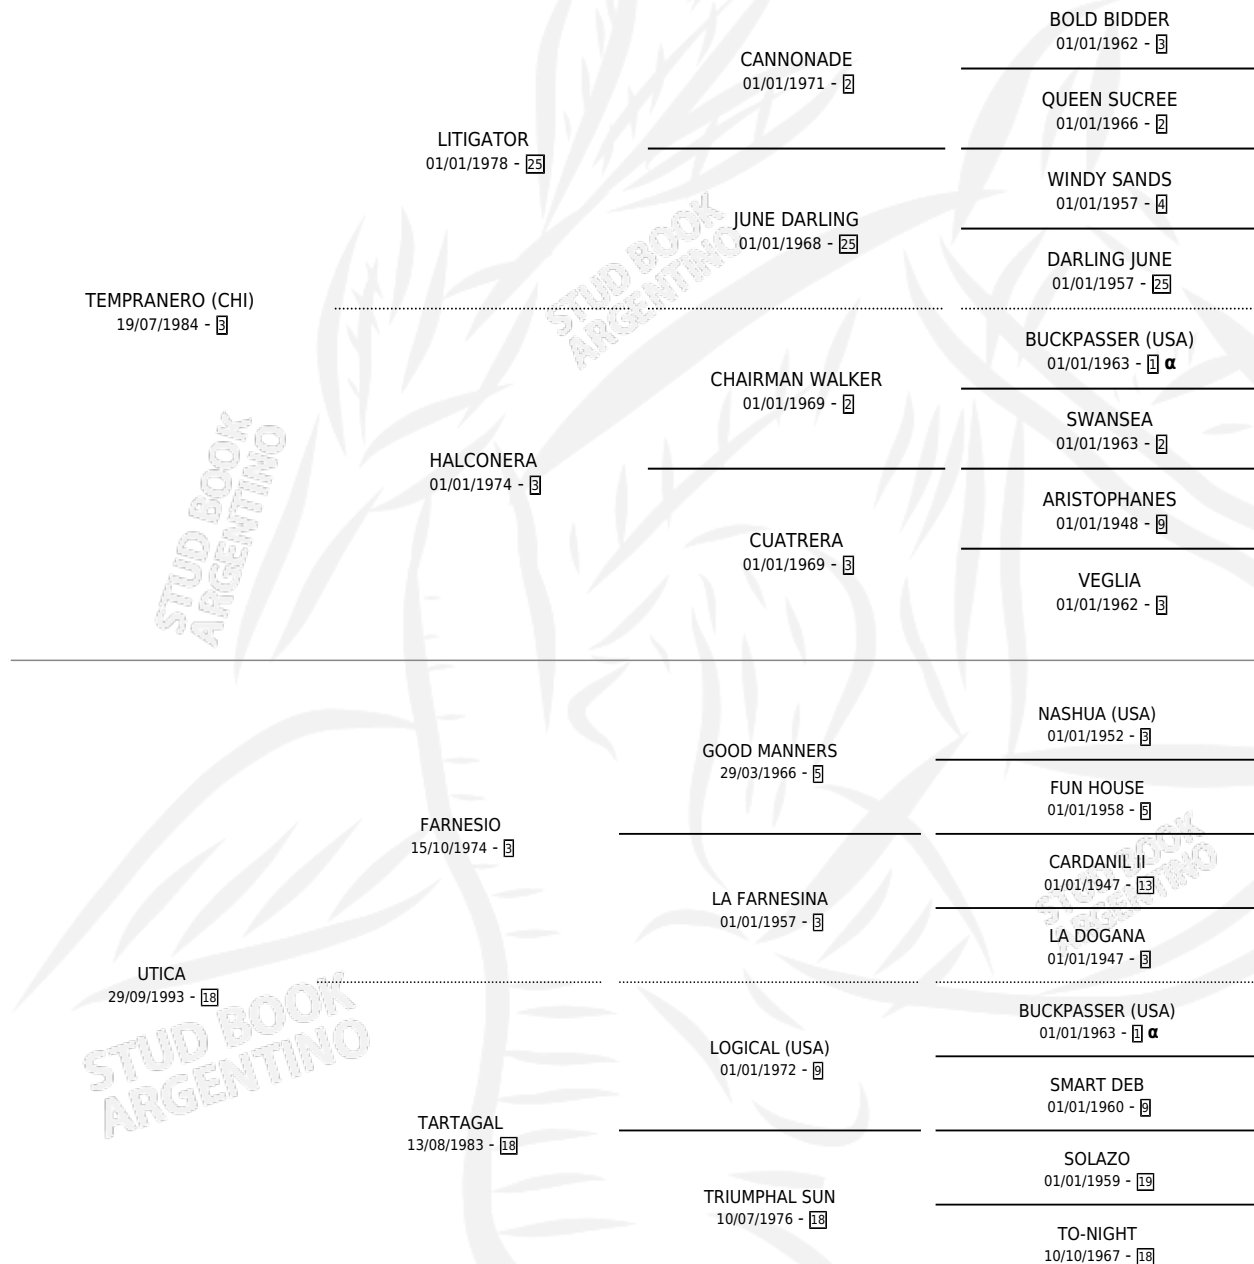 BOLD BIDDER
01/01/1962 - 3
CANNONADE
01/01/1971 - 2
QUEEN SUCREE
01/01/1966 - 2
LITIGATOR
01/01/1978 - 25
WINDY SANDS
01/01/1957 - 4
JUNE DARLING
01/01/1968 - 25
DARLING JUNE
01/01/1957 - 25
STUD BOOK
ARGENTINO
TEMPRANERO (CHI)
19/07/1984 - 3
BUCKPASSER (USA)
01/01/1963 - 1 α
CHAIRMAN WALKER
01/01/1969 - 2
SWANSEA
01/01/1963 - 2
HALCONERA
01/01/1974 - 3
ARISTOPHANES
01/01/1948 - 9
CUATRERA
01/01/1969 - 3
VEGLIA
01/01/1962 - 3
STUD BOOK
ARGENTINO
NASHUA (USA)
01/01/1952 - 3
GOOD MANNERS
29/03/1966 - 5
FUN HOUSE
01/01/1958 - 5
FARNESIO
15/10/1974 - 3
CARDANIL II
01/01/1947 - 13
LA FARNESINA
01/01/1957 - 3
LA DOGANA
01/01/1947 - 3
STUD BOOK
ARGENTINO
UTICA
29/09/1993 - 18
BUCKPASSER (USA)
01/01/1963 - 1 α
LOGICAL (USA)
01/01/1972 - 9
SMART DEB
01/01/1960 - 9
STUD BOOK
ARGENTINO
TARTAGAL
13/08/1983 - 18
SOLAZO
01/01/1959 - 19
TRIUMPHAL SUN
10/07/1976 - 18
TO-NIGHT
10/10/1967 - 18